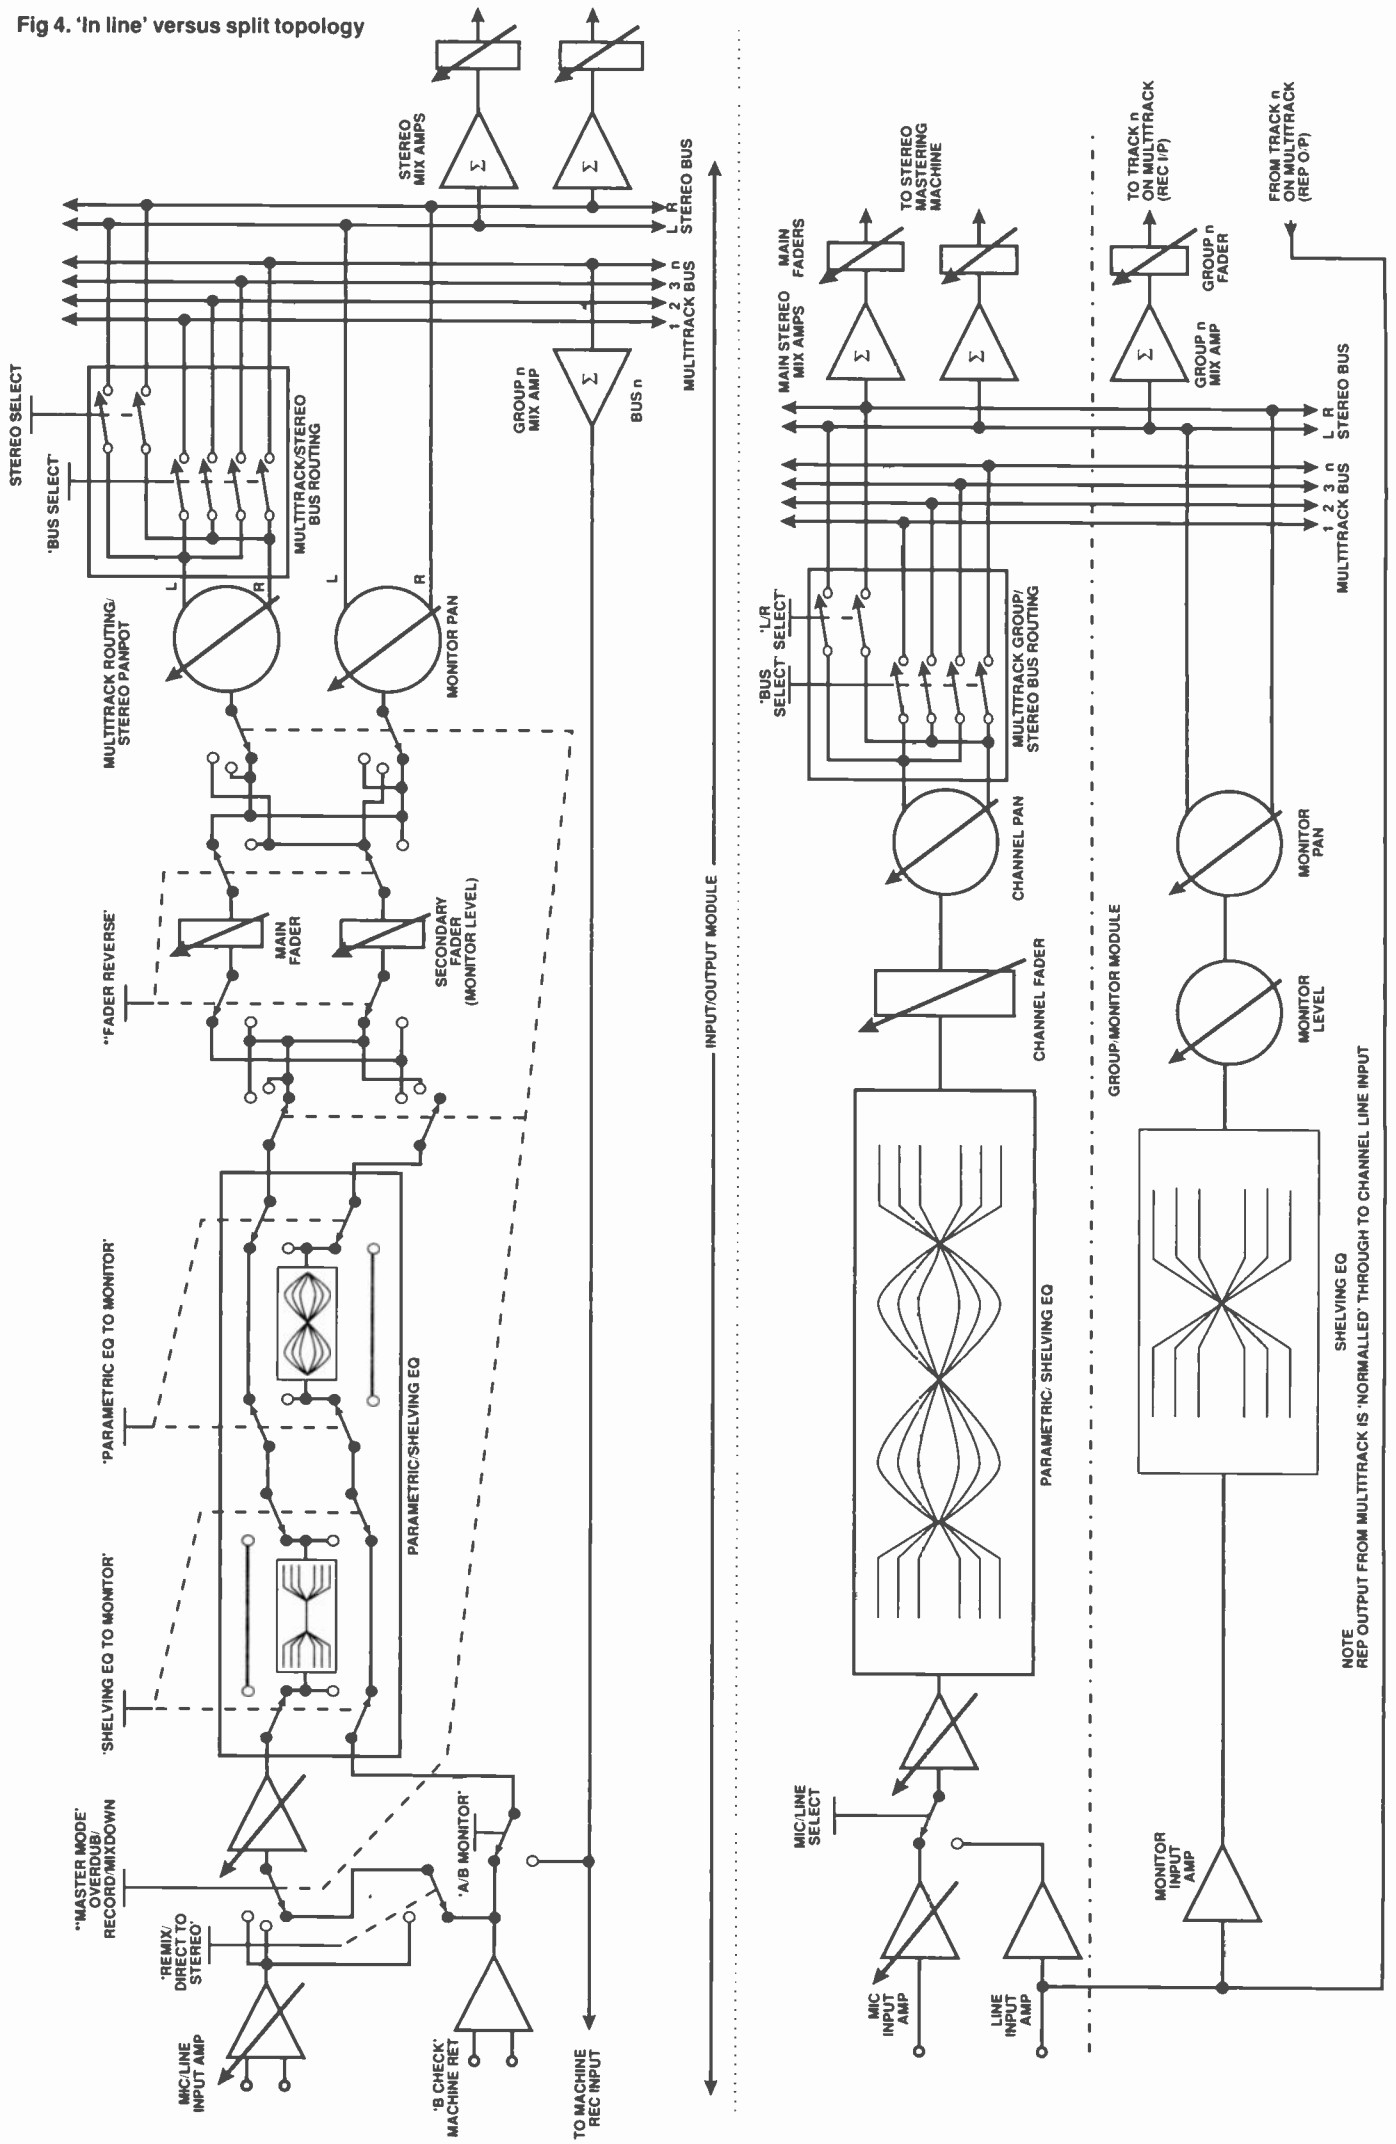 Fig 4. 'In line' versus split topology
STEREO
MIX AMPS
Σ
Σ
L R
STEREO BUS
1 2 3 n
MULTITRACK BUS
STEREO SELECT
'BUS SELECT'
MULTITRACK/STEREO
BUS ROUTING
GROUP n
MIX AMP
Σ
BUS n
L
R
L
R
MULTITRACK ROUTING/
STEREO PANPOT
MONITOR PAN
"FADER REVERSE'
MAIN
FADER
SECONDARY
FADER
(MONITOR LEVEL)
'PARAMETRIC EQ TO MONITOR'
'SHELVING EQ TO MONITOR'
PARAMETRIC/SHELVING EQ
"MASTER MODE'
OVERDUB/
RECORD/MIXDOWN
'REMIX/
DIRECT TO
STEREO'
'A/B MONITOR'
MIC/LINE
INPUT AMP
'B CHECK'
MACHINE RET
TO MACHINE
REC INPUT
INPUT/OUTPUT MODULE
TO STEREO
MASTERING
MACHINE
MAIN
FADERS
MAIN STEREO
MIX AMPS
Σ
Σ
TO TRACK n
ON MULTITRACK
(REC I/P)
FROM TRACK n
ON MULTITRACK
(REP O/P)
GROUP n
FADER
GROUP n
MIX AMP
Σ
L R
STEREO BUS
1 2 3 n
MULTITRACK BUS
'L/R
SELECT'
'BUS
SELECT'
MULTITRACK GROUP/
STEREO BUS ROUTING
CHANNEL PAN
CHANNEL FADER
PARAMETRIC/ SHELVING EQ
MIC/LINE
SELECT
MIC
INPUT
AMP
LINE
INPUT
AMP
GROUP/MONITOR MODULE
MONITOR
PAN
MONITOR
LEVEL
SHELVING EQ
MONITOR
INPUT
AMP
NOTE
REP OUTPUT FROM MULTITRACK IS 'NORMALLED' THROUGH TO CHANNEL LINE INPUT